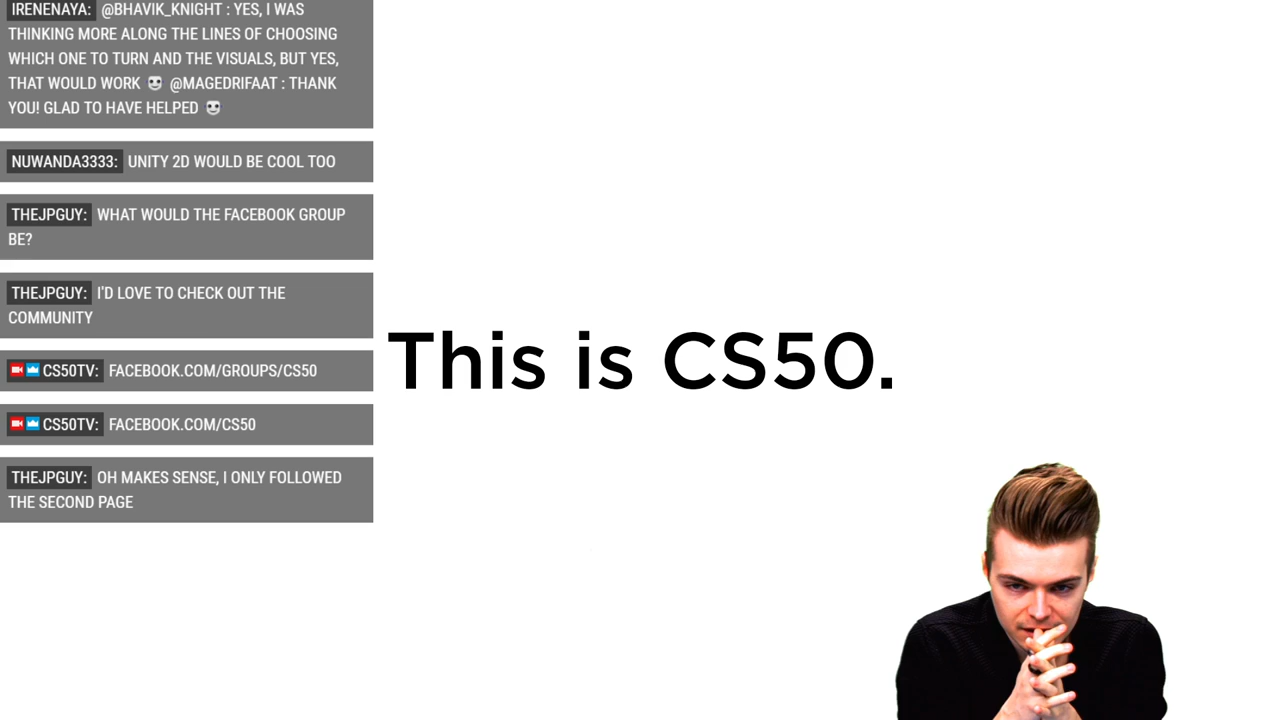 IRENENAYA: @BHAVIK_KNIGHT : YES, I WAS
THINKING MORE ALONG THE LINES OF CHOOSING
WHICH ONE TO TURN AND THE VISUALS, BUT YES,
THAT WOULD WORK @MAGEDRIFAAT : THANK
YOU! GLAD TO HAVE HELPED
NUWANDA3333: UNITY 2D WOULD BE COOL TOO
THEJPGUY: WHAT WOULD THE FACEBOOK GROUP
BE?
THEJPGUY: I'D LOVE TO CHECK OUT THE
COMMUNITY
CS50TV: FACEBOOK.COM/GROUPS/CS50
CS50TV: FACEBOOK.COM/CS50
THEJPGUY: OH MAKES SENSE, I ONLY FOLLOWED
THE SECOND PAGE
This is CS50.